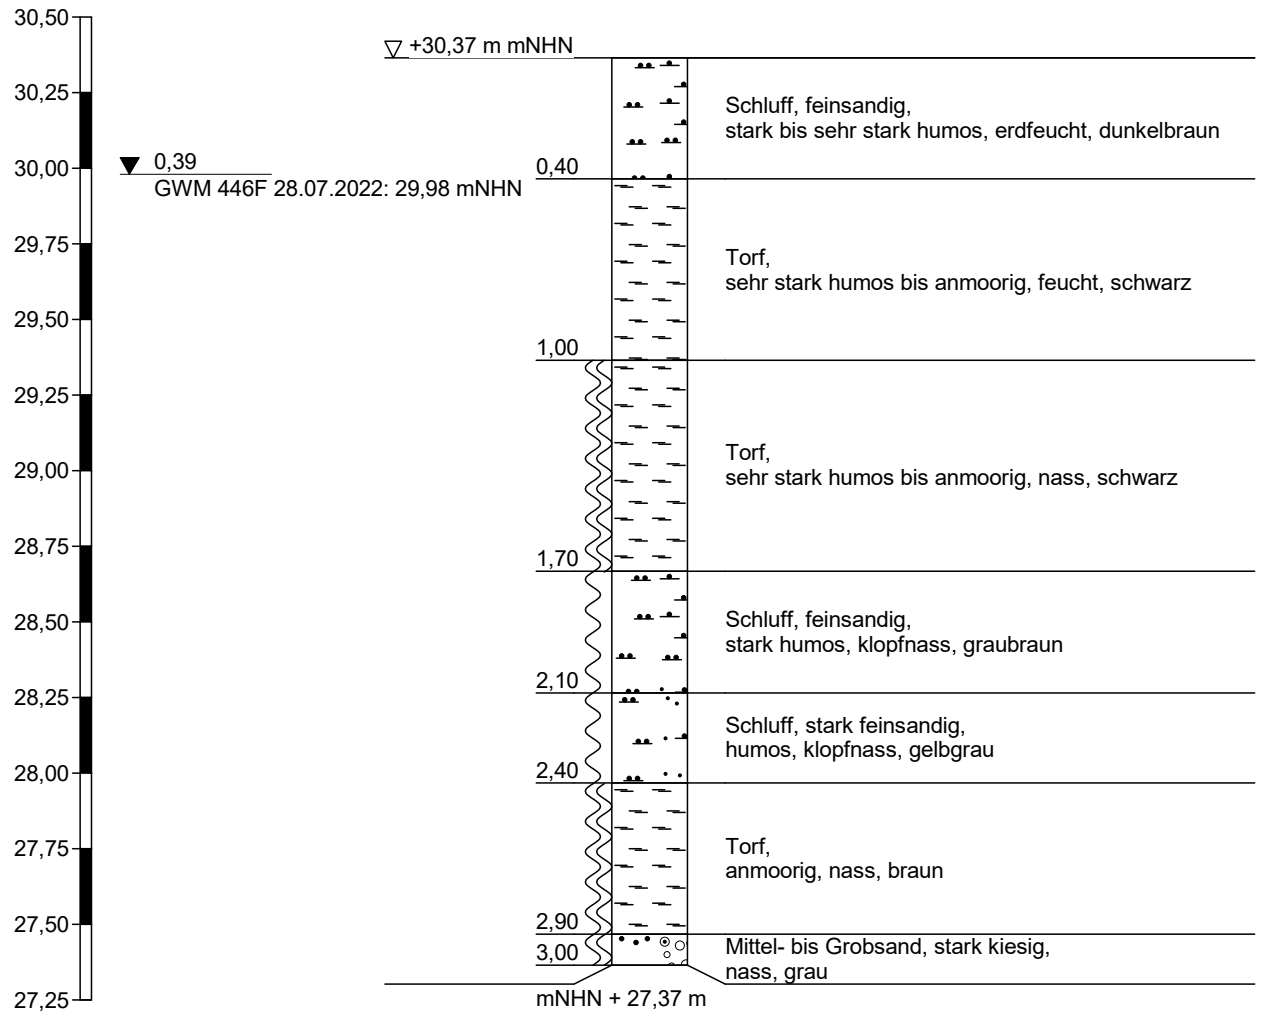 30,50
+30,37 m mNHN
30,25
Schluff, feinsandig,
stark bis sehr stark humos, erdfeucht, dunkelbraun
30,00
0,39
0,40
GWM 446F 28.07.2022: 29,98 mNHN
29,75
Torf,
sehr stark humos bis anmoorig, feucht, schwarz
29,50
1,00
29,25
Torf,
sehr stark humos bis anmoorig, nass, schwarz
29,00
28,75
1,70
28,50
Schluff, feinsandig,
stark humos, klopfnass, graubraun
2,10
28,25
Schluff, stark feinsandig,
humos, klopfnass, gelbgrau
28,00
2,40
27,75
Torf,
anmoorig, nass, braun
27,50
2,90
3,00
Mittel- bis Grobsand, stark kiesig,
nass, grau
27,25
mNHN + 27,37 m